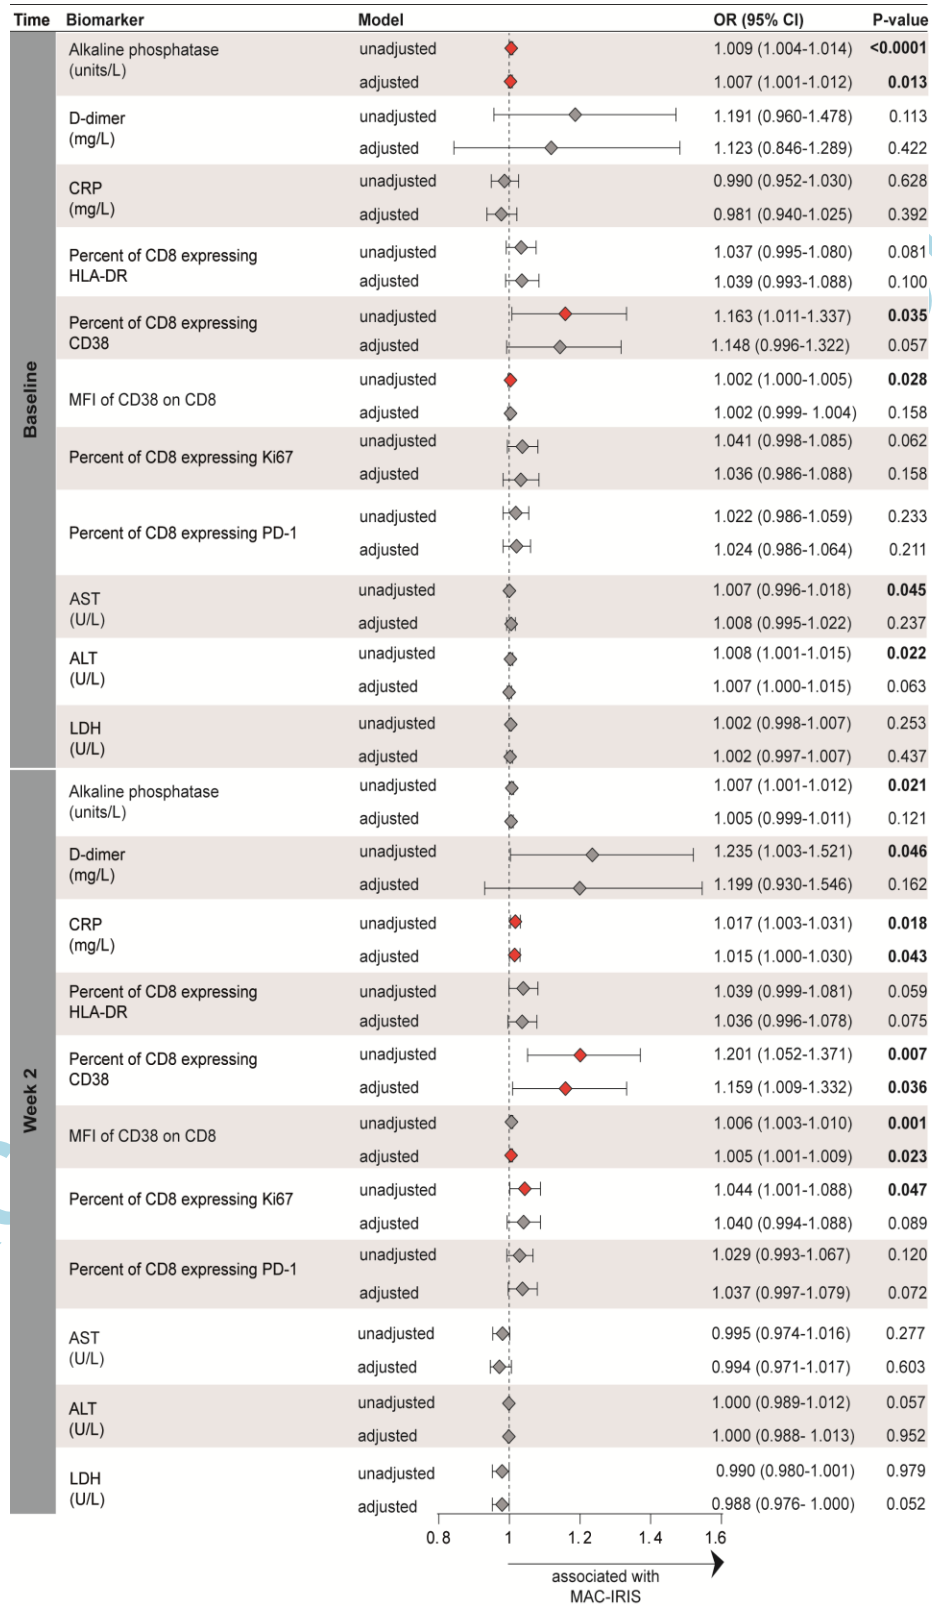 Time Biomarker Model OR (95% CI) P-value
Baseline
Alkaline phosphatase
(units/L)
unadjusted 1.009 (1.004-1.014) <0.0001
adjusted 1.007 (1.001-1.012) 0.013
D-dimer
(mg/L)
unadjusted 1.191 (0.960-1.478) 0.113
adjusted 1.123 (0.846-1.289) 0.422
CRP
(mg/L)
unadjusted 0.990 (0.952-1.030) 0.628
adjusted 0.981 (0.940-1.025) 0.392
Percent of CD8 expressing
HLA-DR
unadjusted 1.037 (0.995-1.080) 0.081
adjusted 1.039 (0.993-1.088) 0.100
Percent of CD8 expressing
CD38
unadjusted 1.163 (1.011-1.337) 0.035
adjusted 1.148 (0.996-1.322) 0.057
MFI of CD38 on CD8
unadjusted 1.002 (1.000-1.005) 0.028
adjusted 1.002 (0.999- 1.004) 0.158
Percent of CD8 expressing Ki67
unadjusted 1.041 (0.998-1.085) 0.062
adjusted 1.036 (0.986-1.088) 0.158
Percent of CD8 expressing PD-1
unadjusted 1.022 (0.986-1.059) 0.233
adjusted 1.024 (0.986-1.064) 0.211
AST
(U/L)
unadjusted 1.007 (0.996-1.018) 0.045
adjusted 1.008 (0.995-1.022) 0.237
ALT
(U/L)
unadjusted 1.008 (1.001-1.015) 0.022
adjusted 1.007 (1.000-1.015) 0.063
LDH
(U/L)
unadjusted 1.002 (0.998-1.007) 0.253
adjusted 1.002 (0.997-1.007) 0.437
Week 2
Alkaline phosphatase
(units/L)
unadjusted 1.007 (1.001-1.012) 0.021
adjusted 1.005 (0.999-1.011) 0.121
D-dimer
(mg/L)
unadjusted 1.235 (1.003-1.521) 0.046
adjusted 1.199 (0.930-1.546) 0.162
CRP
(mg/L)
unadjusted 1.017 (1.003-1.031) 0.018
adjusted 1.015 (1.000-1.030) 0.043
Percent of CD8 expressing
HLA-DR
unadjusted 1.039 (0.999-1.081) 0.059
adjusted 1.036 (0.996-1.078) 0.075
Percent of CD8 expressing
CD38
unadjusted 1.201 (1.052-1.371) 0.007
adjusted 1.159 (1.009-1.332) 0.036
MFI of CD38 on CD8
unadjusted 1.006 (1.003-1.010) 0.001
adjusted 1.005 (1.001-1.009) 0.023
Percent of CD8 expressing Ki67
unadjusted 1.044 (1.001-1.088) 0.047
adjusted 1.040 (0.994-1.088) 0.089
Percent of CD8 expressing PD-1
unadjusted 1.029 (0.993-1.067) 0.120
adjusted 1.037 (0.997-1.079) 0.072
AST
(U/L)
unadjusted 0.995 (0.974-1.016) 0.277
adjusted 0.994 (0.971-1.017) 0.603
ALT
(U/L)
unadjusted 1.000 (0.989-1.012) 0.057
adjusted 1.000 (0.988- 1.013) 0.952
LDH
(U/L)
unadjusted 0.990 (0.980-1.001) 0.979
adjusted 0.988 (0.976- 1.000) 0.052
0.8 1 1.2 1.4 1.6
associated with
MAC-IRIS